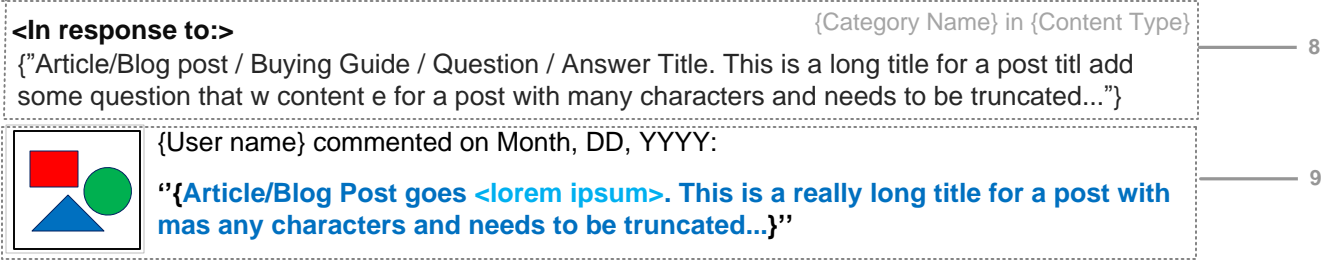 <In response to:>
{Category Name} in {Content Type}
8
{”Article/Blog post / Buying Guide / Question / Answer Title. This is a long title for a post titl add
some question that w content e for a post with many characters and needs to be truncated...”}
{User name} commented on Month, DD, YYYY:
‘’{Article/Blog Post goes <lorem ipsum>. This is a really long title for a post with
9
mas any characters and needs to be truncated...}’’